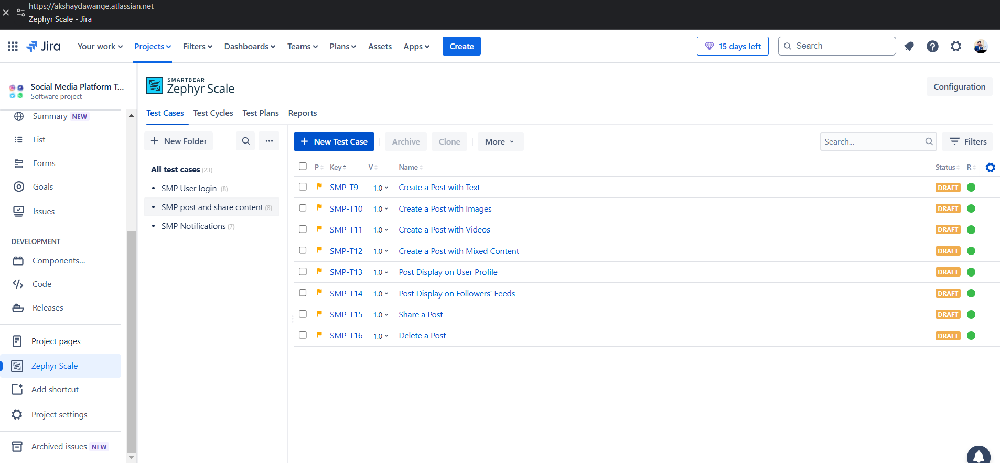 https://akshaydawange.atlassian.net
Zephyr Scale - Jira
Jira
Your work
Projects
Filters
Dashboards
Teams
Plans
Assets
Apps
Create
15 days left
Search
Social Media Platform T...
Software project
Summary NEW
List
Forms
Goals
Issues
DEVELOPMENT
Components...
Code
Releases
Project pages
Zephyr Scale
Add shortcut
Project settings
Archived issues NEW
SMARTBEAR
Zephyr Scale
Configuration
Test Cases
Test Cycles
Test Plans
Reports
+ New Folder
...
All test cases (23)
• SMP User login (8)
• SMP post and share content (8)
• SMP Notifications (7)
+ New Test Case
Archive
Clone
More
Search...
Filters
P Key V Name Status R
SMP-T9 1.0 Create a Post with Text DRAFT
SMP-T10 1.0 Create a Post with Images DRAFT
SMP-T11 1.0 Create a Post with Videos DRAFT
SMP-T12 1.0 Create a Post with Mixed Content DRAFT
SMP-T13 1.0 Post Display on User Profile DRAFT
SMP-T14 1.0 Post Display on Followers' Feeds DRAFT
SMP-T15 1.0 Share a Post DRAFT
SMP-T16 1.0 Delete a Post DRAFT